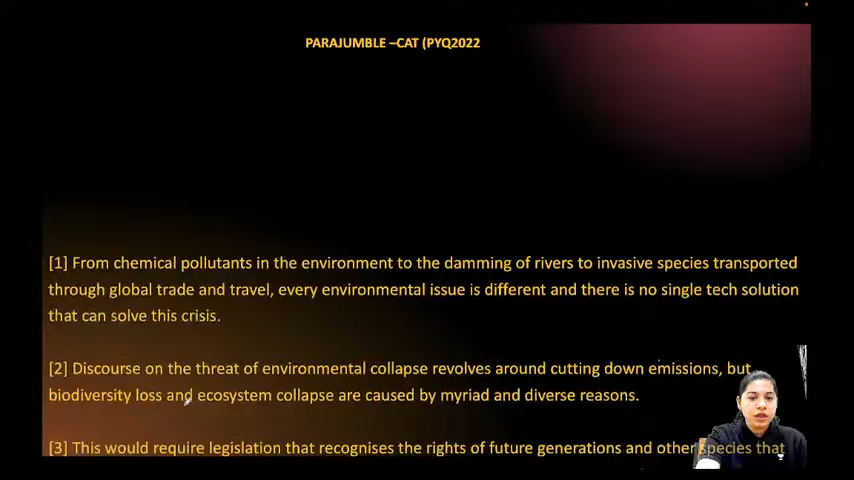 PARAJUMBLE –CAT (PYQ2022
[1] From chemical pollutants in the environment to the damming of rivers to invasive species transported
through global trade and travel, every environmental issue is different and there is no single tech solution
that can solve this crisis.
[2] Discourse on the threat of environmental collapse revolves around cutting down emissions, but
biodiversity loss and ecosystem collapse are caused by myriad and diverse reasons.
[3] This would require legislation that recognises the rights of future generations and other species that